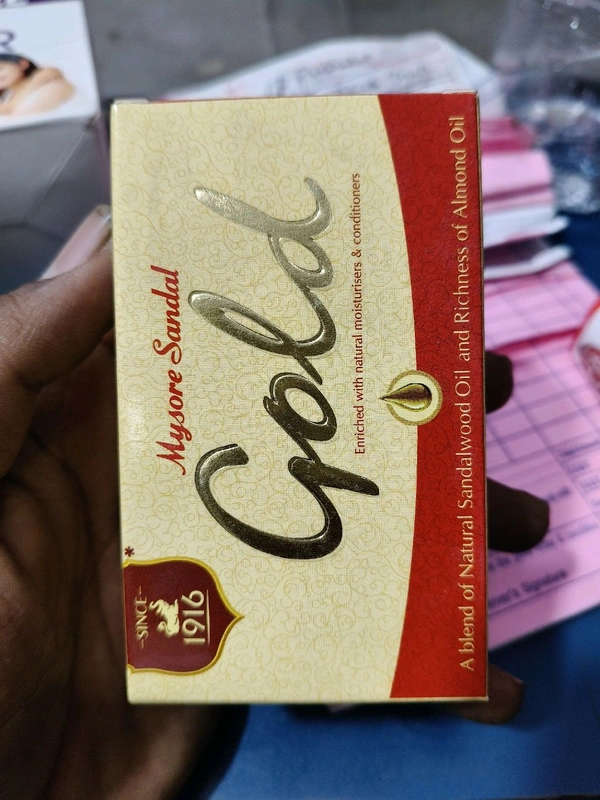 Mysore Sandal
Gold
Enriched with natural moisturisers & conditioners
A blend of Natural Sandalwood Oil and Richness of Almond Oil
*
-SINCE-
1916
R